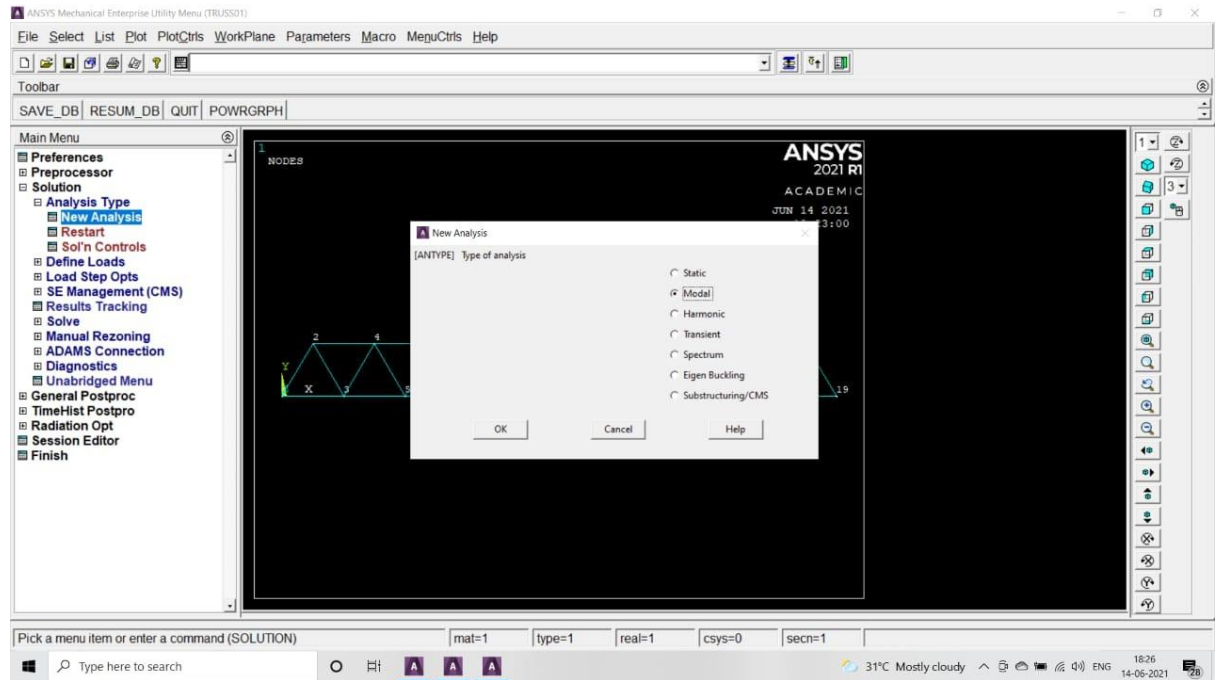 ANSYS Mechanical Enterprise Utility Menu (TRUSS01)
File Select List Plot PlotCtrls WorkPlane Parameters Macro MenuCtrls Help
Toolbar
SAVE_DB RESUM_DB QUIT POWRGRPH
Main Menu
Preferences
Preprocessor
Solution
Analysis Type
New Analysis
Restart
Sol'n Controls
Define Loads
Load Step Opts
SE Management (CMS)
Results Tracking
Solve
Manual Rezoning
ADAMS Connection
Diagnostics
Unabridged Menu
General Postproc
TimeHist Postpro
Radiation Opt
Session Editor
Finish
1
NODES
ANSYS
2021 R1
ACADEMIC
JUN 14 2021
3:00
New Analysis
[ANTYPE] Type of analysis
Static
Modal
Harmonic
Transient
Spectrum
Eigen Buckling
Substructuring/CMS
OK Cancel Help
2 4
Y
X 3 5 19
1
3
Pick a menu item or enter a command (SOLUTION) mat=1 type=1 real=1 csys=0 secn=1
Type here to search
31°C Mostly cloudy ENG 18:26
14-06-2021
28